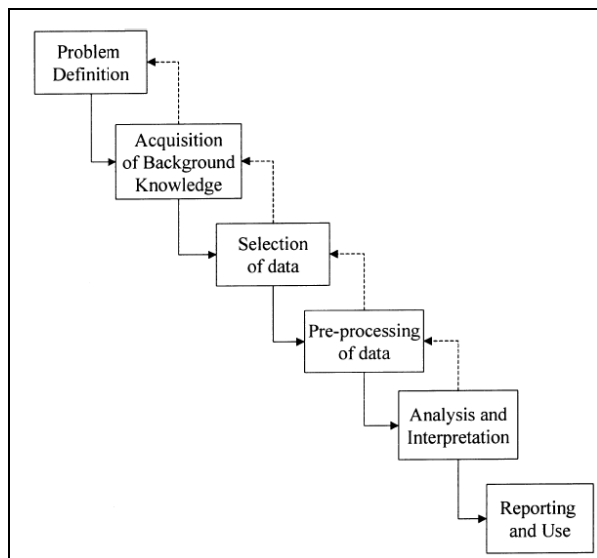 Problem
Definition
Acquisition
of Background
Knowledge
Selection
of data
Pre-processing
of data
Analysis and
Interpretation
Reporting
and Use